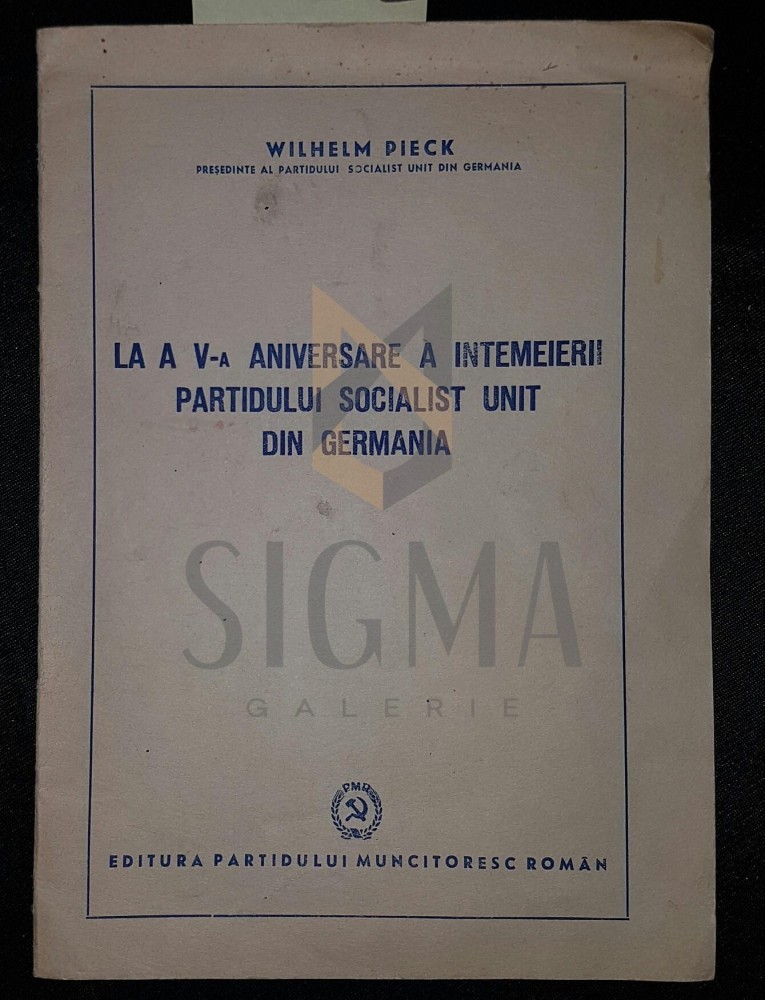 WILHELM PIECK
PREȘEDINTE AL PARTIDULUI SOCIALIST UNIT DIN GERMANIA
LA A V-A ANIVERSARE A INTEMEIERII
PARTIDULUI SOCIALIST UNIT
DIN GERMANIA
SIGMA
GALERIE
PMR
EDITURA PARTIDULUI MUNCITORESC ROMÂN